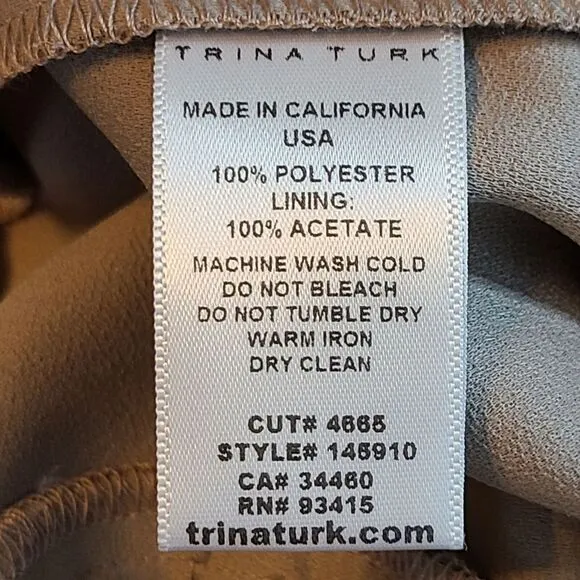 TRINA TURK
MADE IN CALIFORNIA
USA
100% POLYESTER
LINING:
100% ACETATE
MACHINE WASH COLD
DO NOT BLEACH
DO NOT TUMBLE DRY
WARM IRON
DRY CLEAN
CUT# 4665
STYLE# 145910
CA# 34460
RN# 93415
trinaturk.com